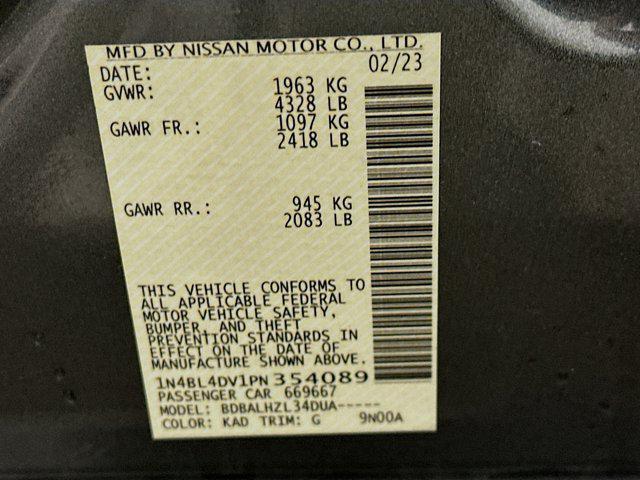 MFD BY NISSAN MOTOR CO., LTD.
DATE: 02/23
GVWR: 1963 KG
4328 LB
GAWR FR.: 1097 KG
2418 LB
GAWR RR.: 945 KG
2083 LB
THIS VEHICLE CONFORMS TO
ALL APPLICABLE FEDERAL
MOTOR VEHICLE SAFETY,
BUMPER, AND THEFT
PREVENTION STANDARDS IN
EFFECT ON THE DATE OF
MANUFACTURE SHOWN ABOVE.
1N4BL4DV1PN354089
PASSENGER CAR 669667
MODEL: BDBALHZL34DUA-----
COLOR: KAD TRIM: G 9N00A